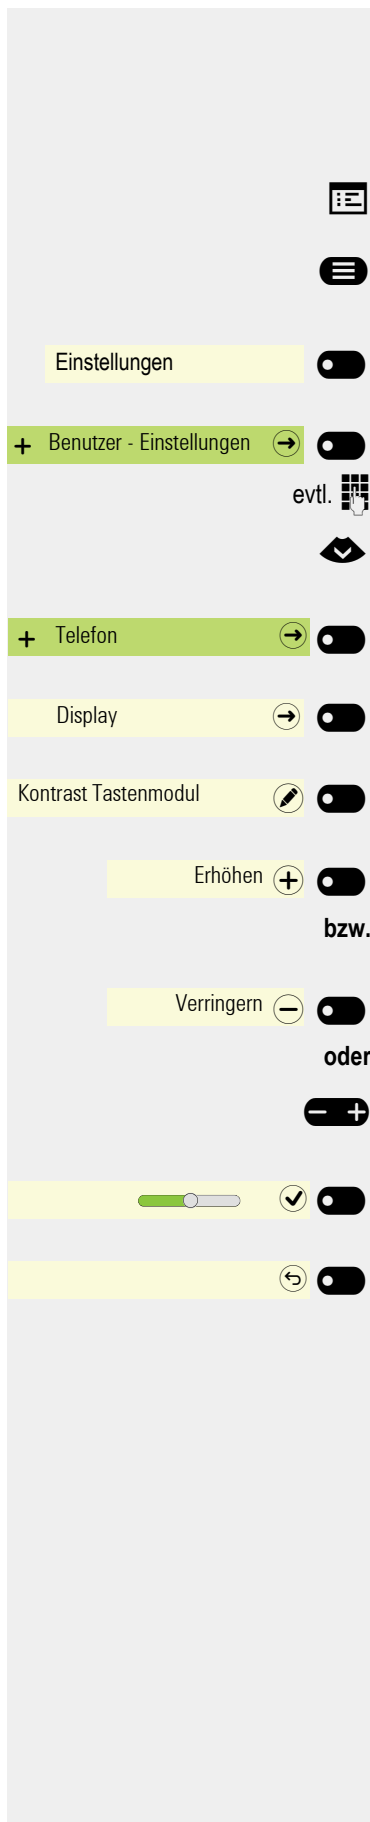 Einstellungen
+ Benutzer - Einstellungen
evtl.
+ Telefon
Display
Kontrast Tastenmodul
Erhöhen
bzw.
Verringern
oder